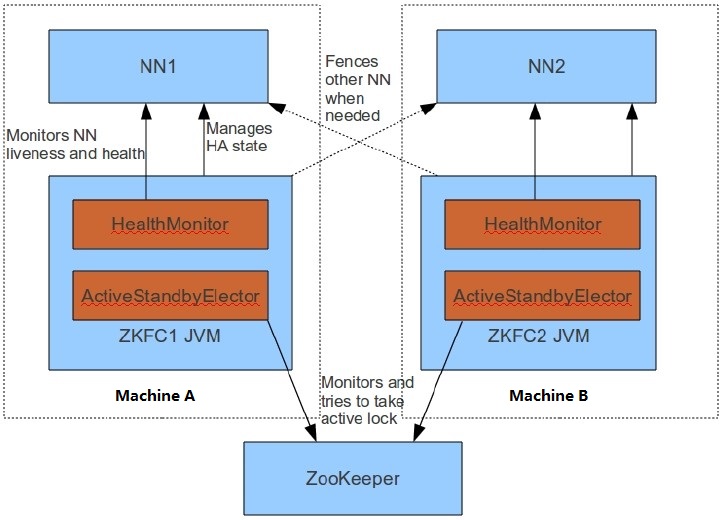 NN1
NN2
Fences
other NN
when
needed
Monitors NN
liveness and health
Manages
HA state
HealthMonitor
ActiveStandbyElector
ZKFC1 JVM
Machine A
HealthMonitor
ActiveStandbyElector
ZKFC2 JVM
Machine B
Monitors and
tries to take
active lock
ZooKeeper